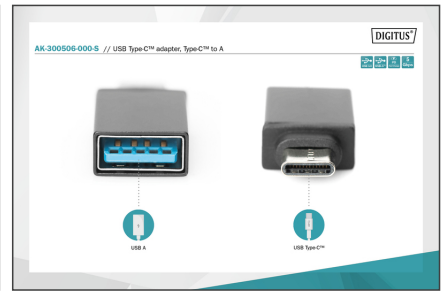 DIGITUS®
AK-300506-000-S // USB Type-C™ adapter, Type-C™ to A
USB A
USB Type-C™